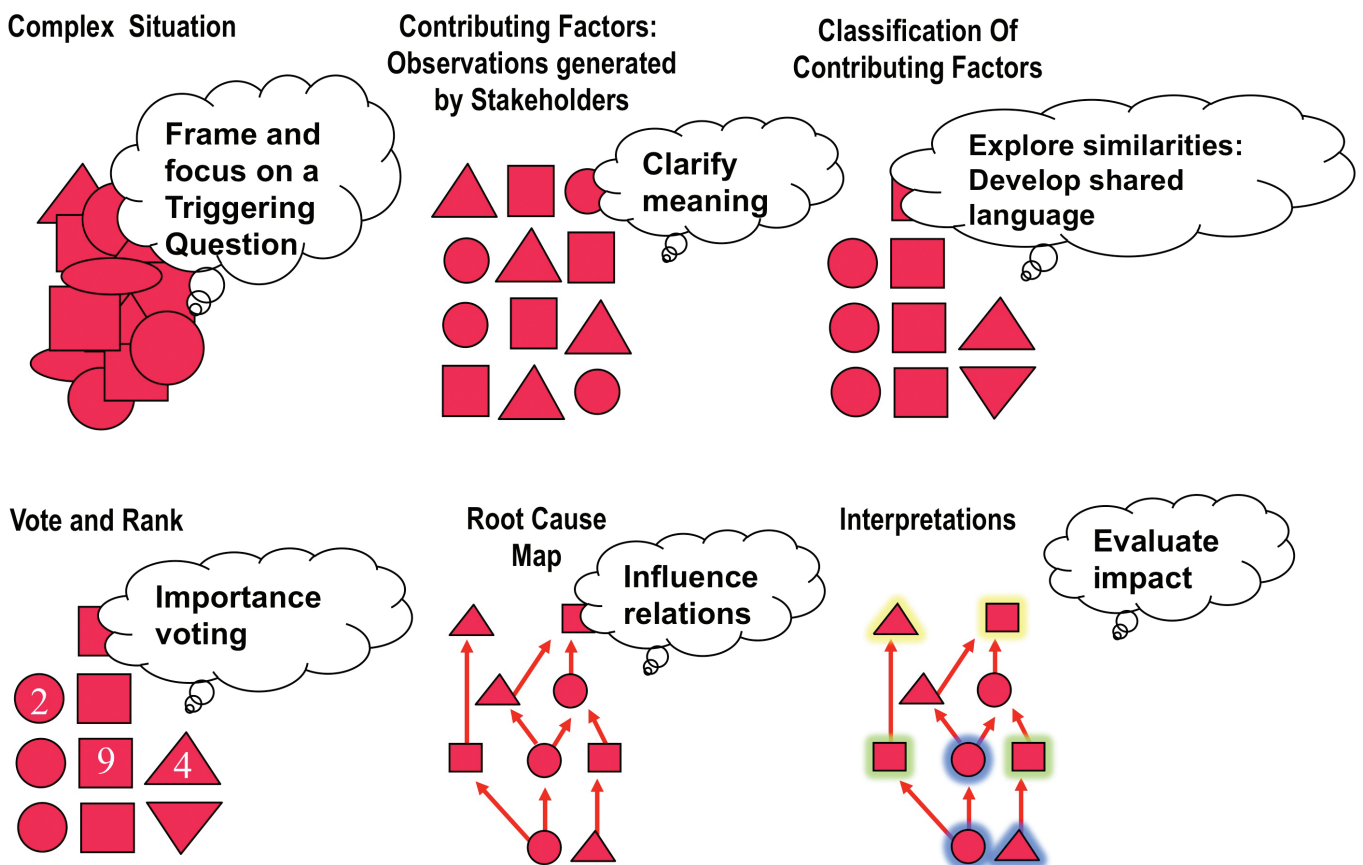 Complex Situation
Frame and
focus on a
Triggering
Question
Contributing Factors:
Observations generated
by Stakeholders
Clarify
meaning
Classification Of
Contributing Factors
Explore similarities:
Develop shared
language
Vote and Rank
Importance
voting
2
9
4
Root Cause
Map
Influence
relations
Interpretations
Evaluate
impact